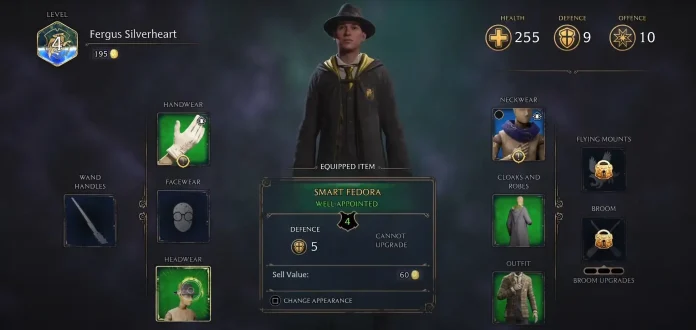 LEVEL
4
Fergus Silverheart
195
HEALTH
255
DEFENCE
9
OFFENCE
10
HANDWEAR
WAND
HANDLES
FACEWEAR
HEADWEAR
EQUIPPED ITEM
SMART FEDORA
WELL-APPOINTED
4
DEFENCE
5
CANNOT
UPGRADE
Sell Value:
60
CHANGE APPEARANCE
NECKWEAR
CLOAKS AND
ROBES
OUTFIT
FLYING MOUNTS
BROOM
BROOM UPGRADES